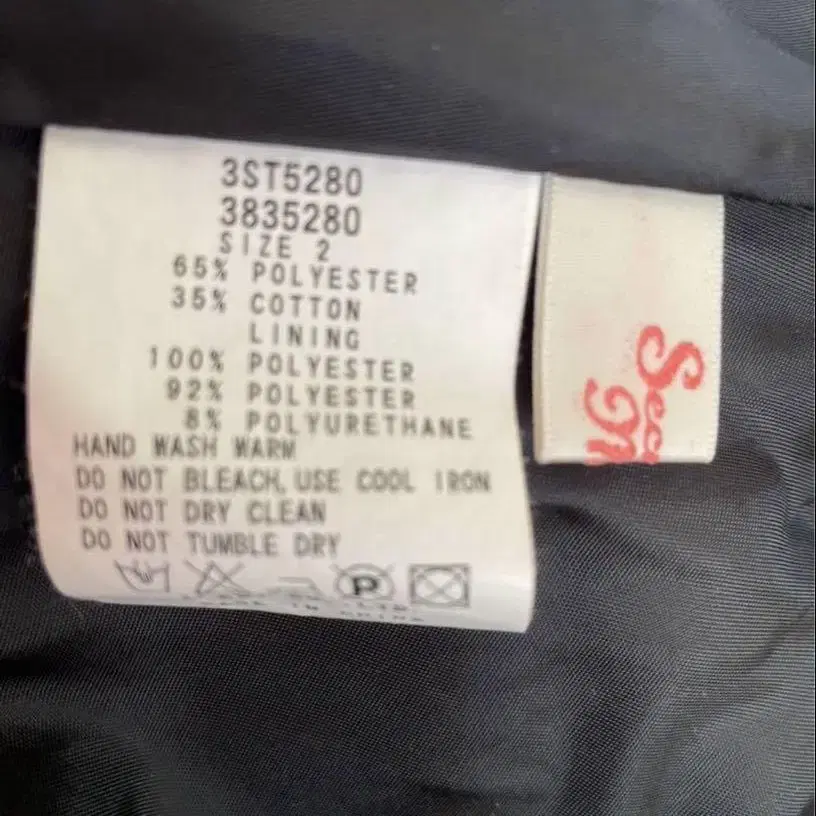 3ST5280
3835280
SIZE 2
65% POLYESTER
35% COTTON
LINING
100% POLYESTER
92% POLYESTER
8% POLYURETHANE
HAND WASH WARM
DO NOT BLEACH, USE COOL IRON
DO NOT DRY CLEAN
DO NOT TUMBLE DRY
P